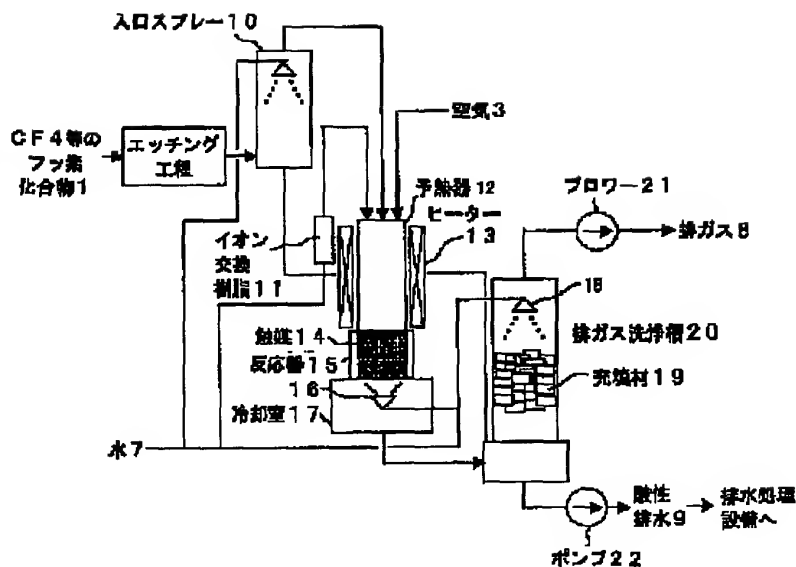 入口スプレー10
空気3
CF4等の
フッ素
化合物1
エッチング
工程
予熱器12
ヒーター
13
ブロワー21
排ガス8
イオン
交換
樹脂11
18
排ガス洗浄槽20
触媒14
反応器15
16
充填材19
冷却室17
水7
酸性
排水9
排水処理
設備へ
ポンプ22